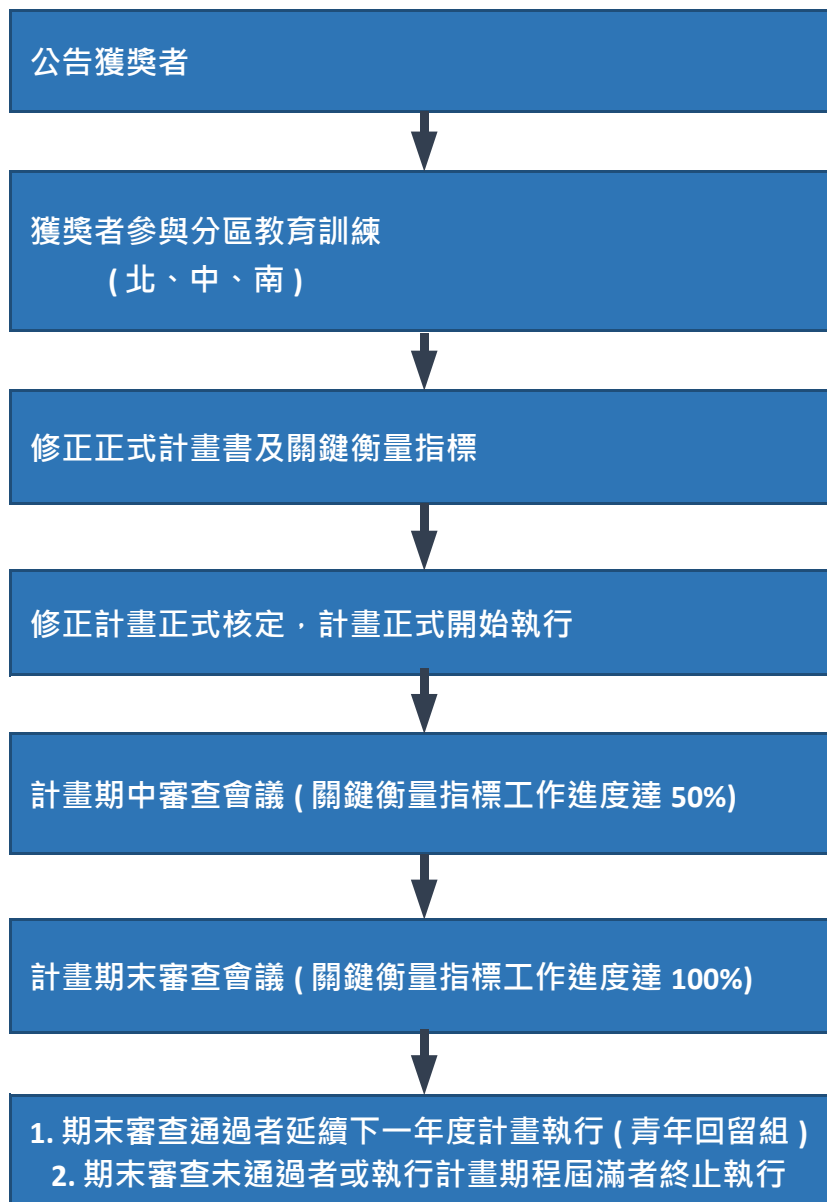 公告獲獎者
獲獎者參與分區教育訓練
( 北、中、南 )
修正正式計畫書及關鍵衡量指標
修正計畫正式核定，計畫正式開始執行
計畫期中審查會議 ( 關鍵衡量指標工作進度達 50%)
計畫期末審查會議 ( 關鍵衡量指標工作進度達 100%)
1. 期末審查通過者延續下一年度計畫執行 ( 青年回留組 )
2. 期末審查未通過者或執行計畫期程屆滿者終止執行